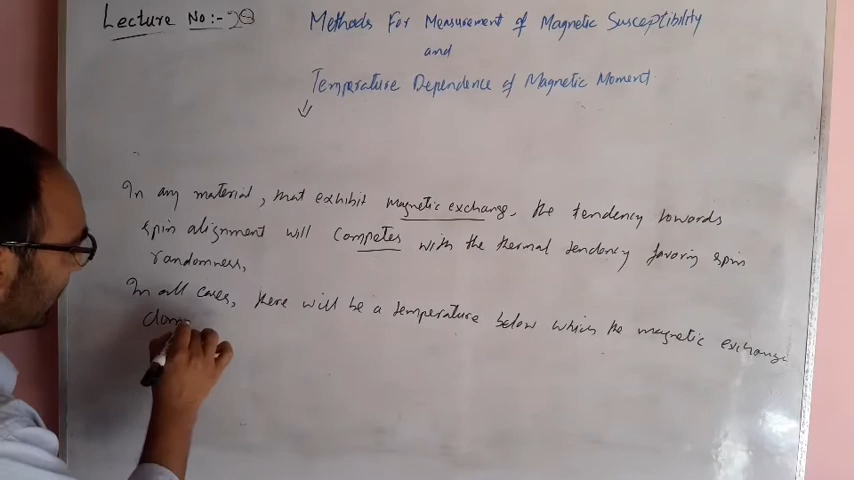 Lecture No:- 28
Methods For Measurement of Magnetic Susceptibility
and
Temperature Dependence of Magnetic Moment
In any material, that exhibit magnetic exchange, the tendency towards
spin alignment will competes with the thermal tendency favoring spin
randomness,
In all cases, there will be a temperature below which the magnetic exchange